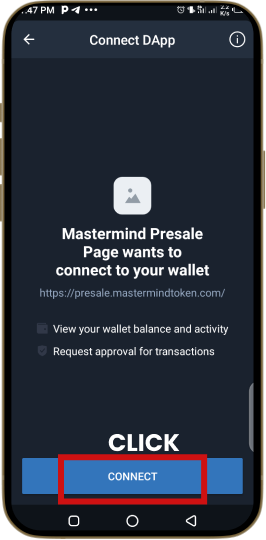 :47 PM
Connect DApp
Mastermind Presale
Page wants to
connect to your wallet
https://presale.mastermindtoken.com/
View your wallet balance and activity
Request approval for transactions
CLICK
CONNECT